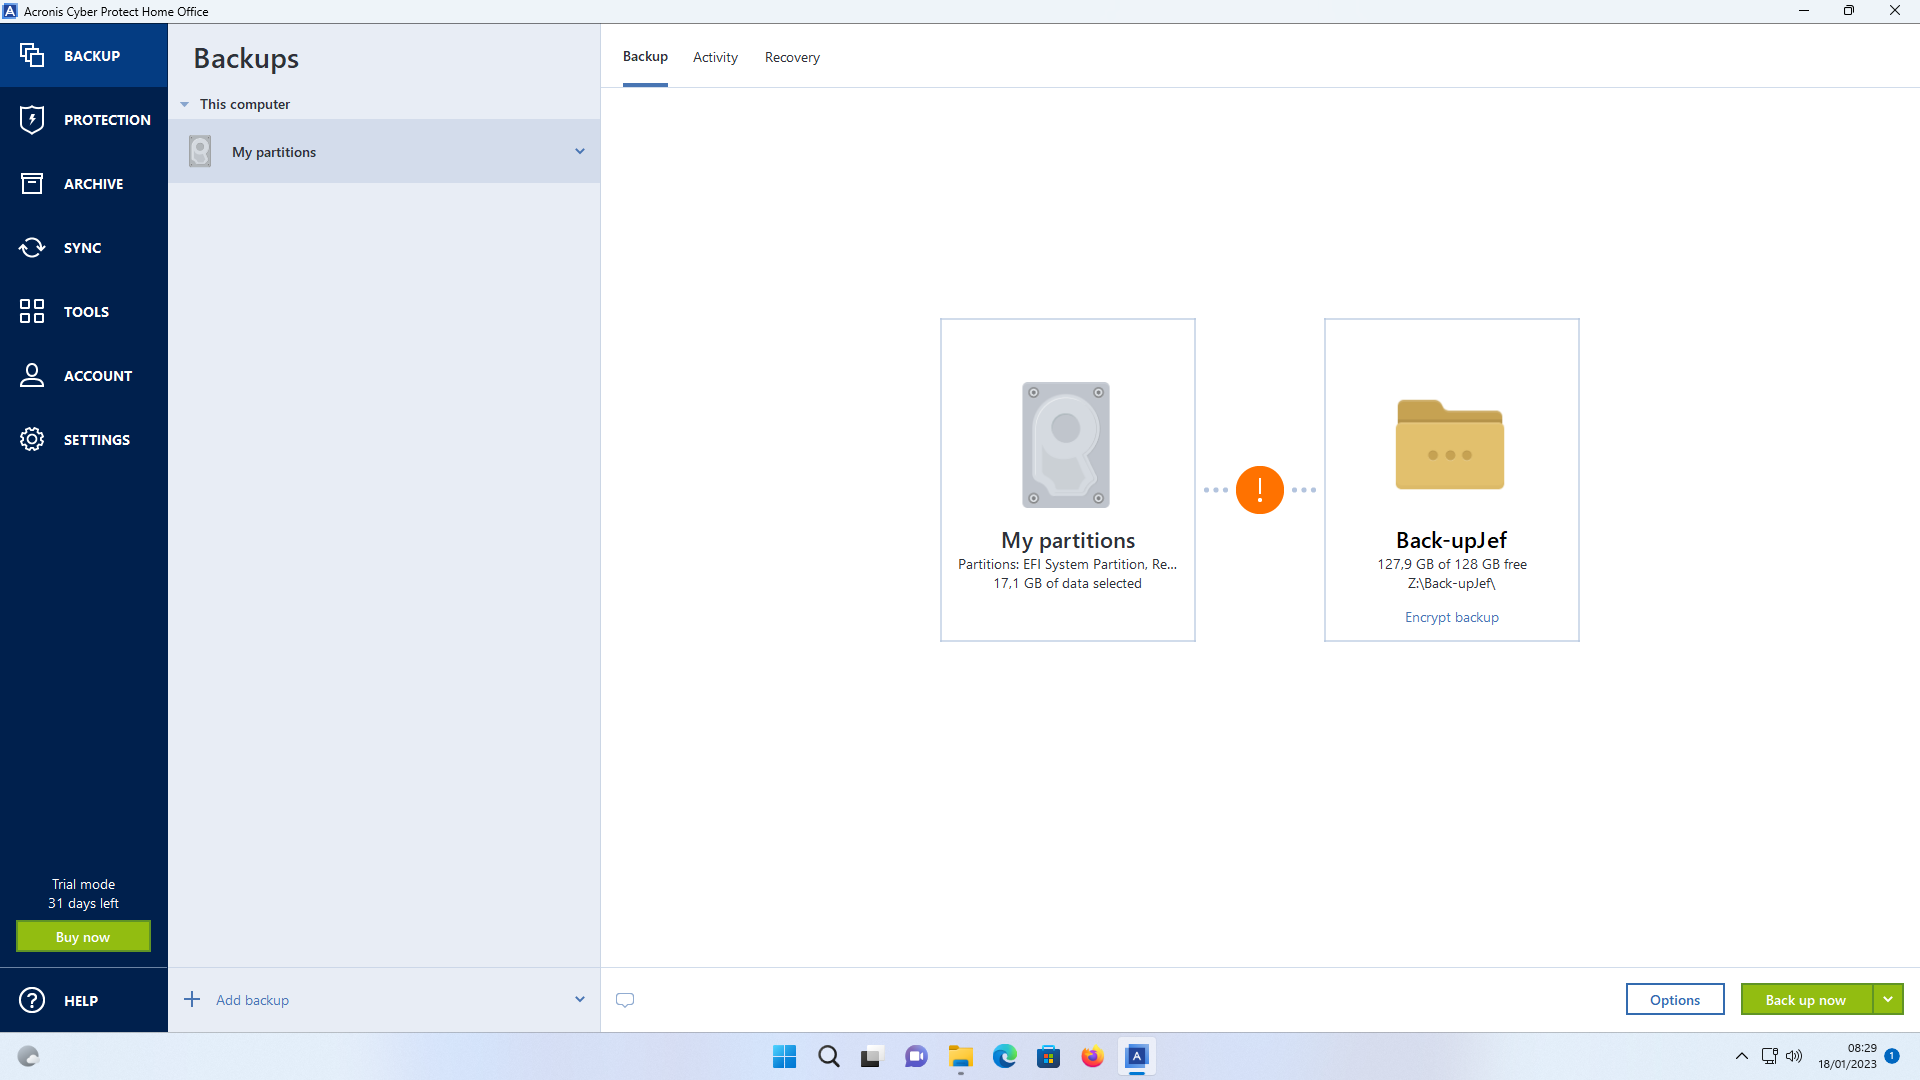 Acronis Cyber Protect Home Office
BACKUP
PROTECTION
ARCHIVE
SYNC
TOOLS
ACCOUNT
SETTINGS
Trial mode
31 days left
Buy now
HELP
Backups
This computer
My partitions
Add backup
Backup
Activity
Recovery
My partitions
Partitions: EFI System Partition, Re...
17,1 GB of data selected
!
Back-upJef
127,9 GB of 128 GB free
Z:\Back-upJef\
Encrypt backup
Options
Back up now
08:29
18/01/2023
1